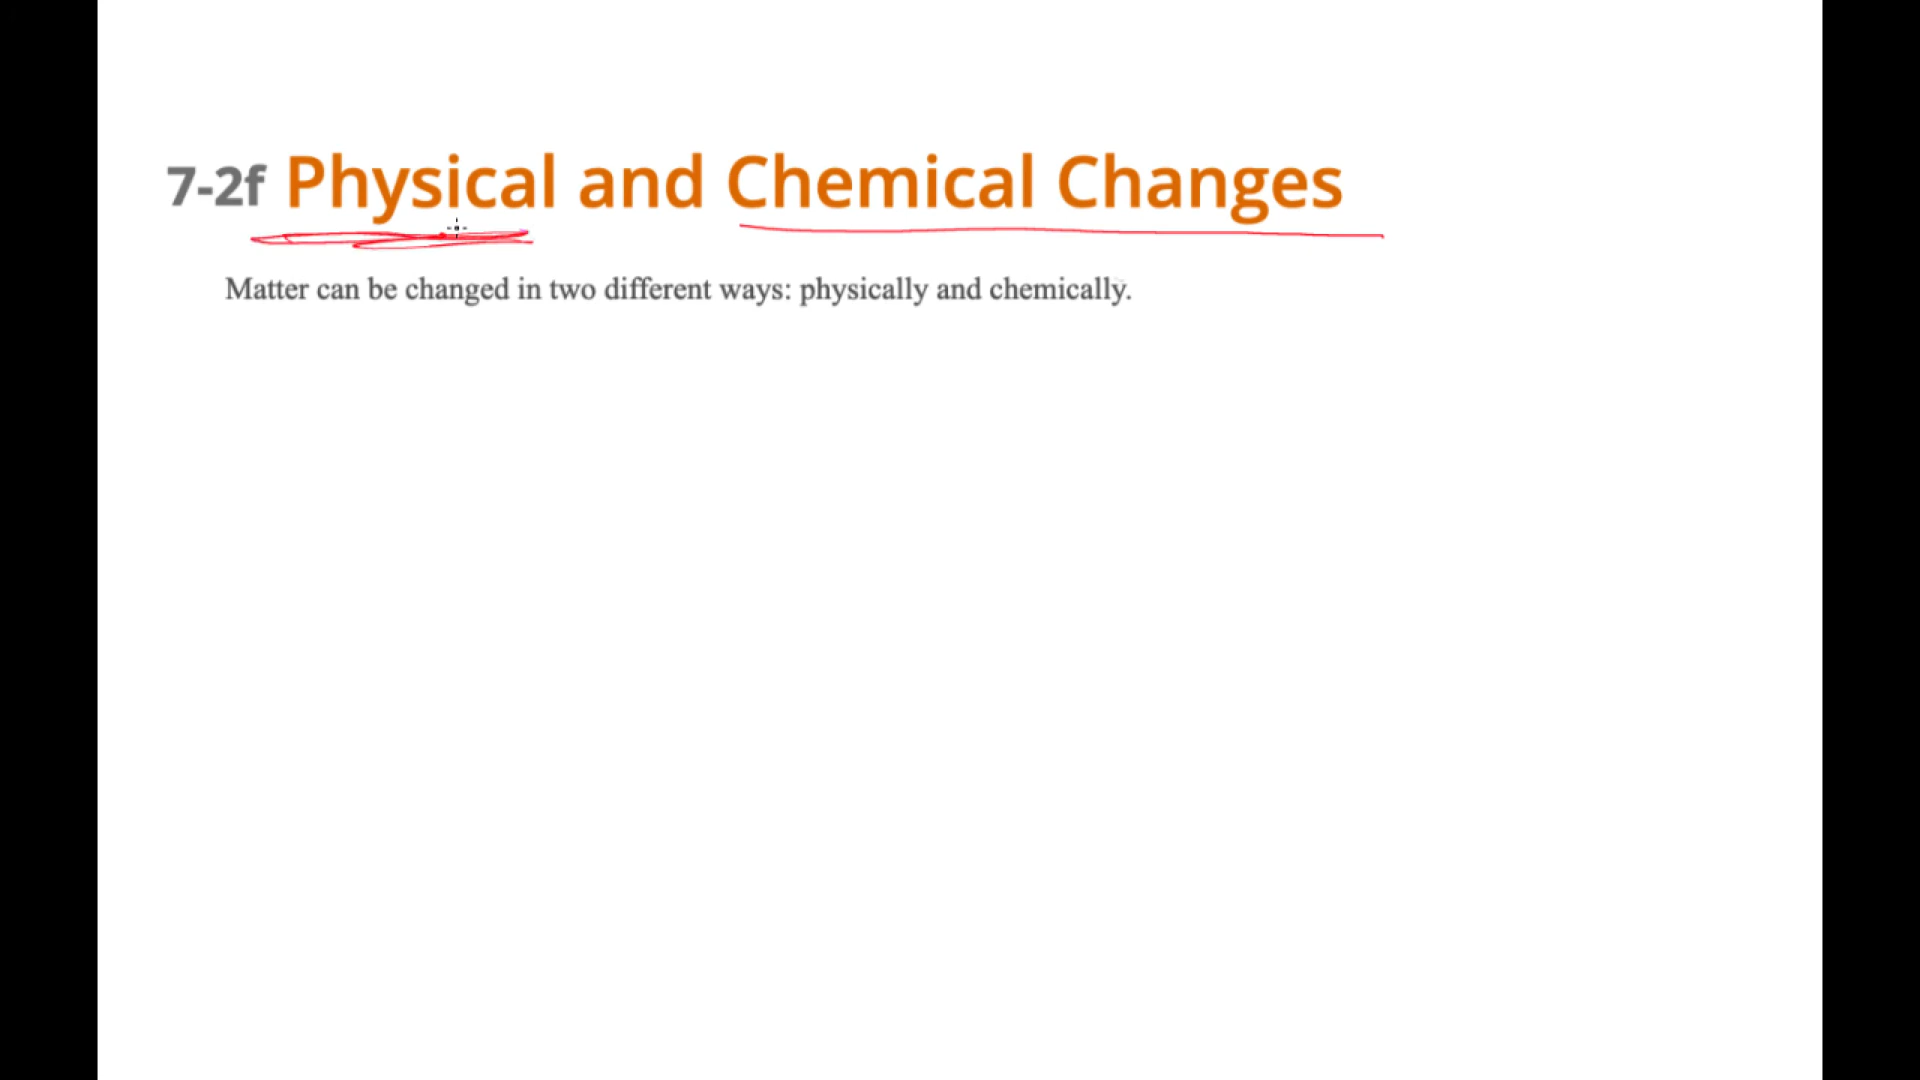 7-2f Physical and Chemical Changes
Matter can be changed in two different ways: physically and chemically.